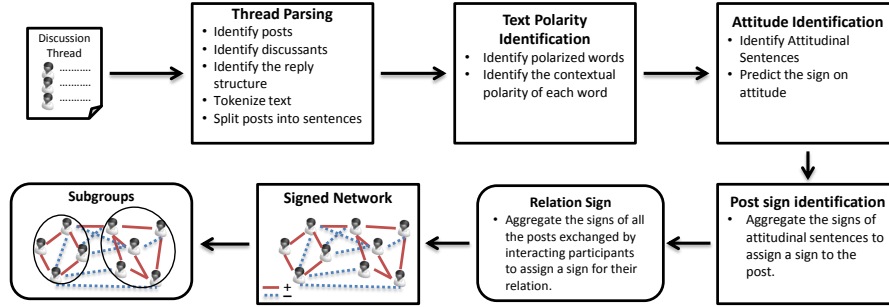 Discussion
Thread
...........
...........
...........
Thread Parsing
• Identify posts
• Identify discussants
• Identify the reply
structure
• Tokenize text
• Split posts into sentences
Text Polarity
Identification
• Identify polarized words
• Identify the contextual
polarity of each word
Attitude Identification
• Identify Attitudinal
Sentences
• Predict the sign on
attitude
Subgroups
Signed Network
+
−
Relation Sign
• Aggregate the signs of all
the posts exchanged by
interacting participants
to assign a sign for their
relation.
Post sign identification
• Aggregate the signs of
attitudinal sentences to
assign a sign to the
post.